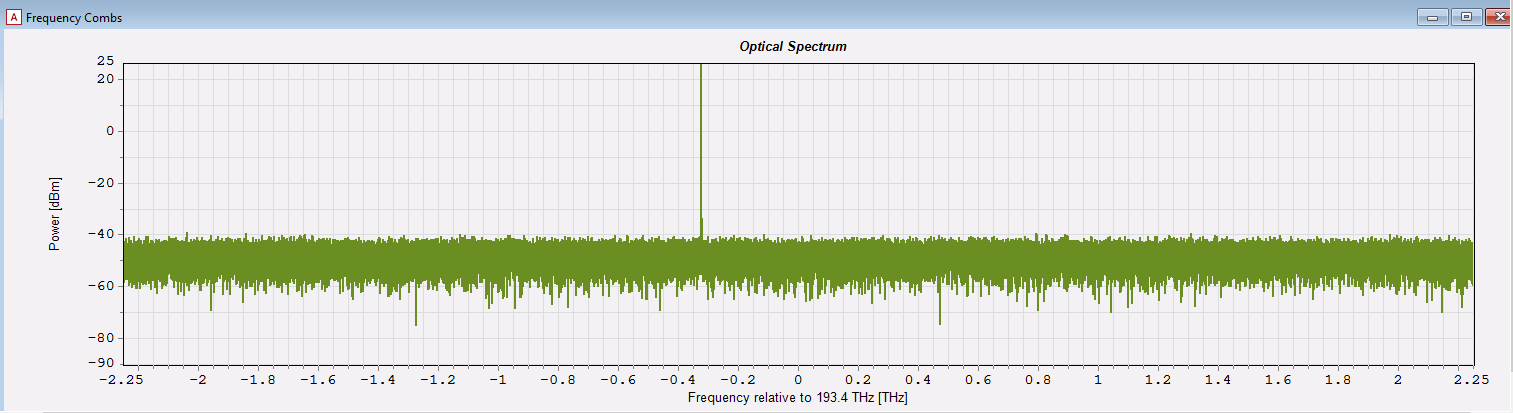 A Frequency Combs
Optical Spectrum
25
20
0
-20
-40
-60
-80
-90
Power [dBm]
-2.25 -2 -1.8 -1.6 -1.4 -1.2 -1 -0.8 -0.6 -0.4 -0.2 0 0.2 0.4 0.6 0.8 1 1.2 1.4 1.6 1.8 2 2.25
Frequency relative to 193.4 THz [THz]